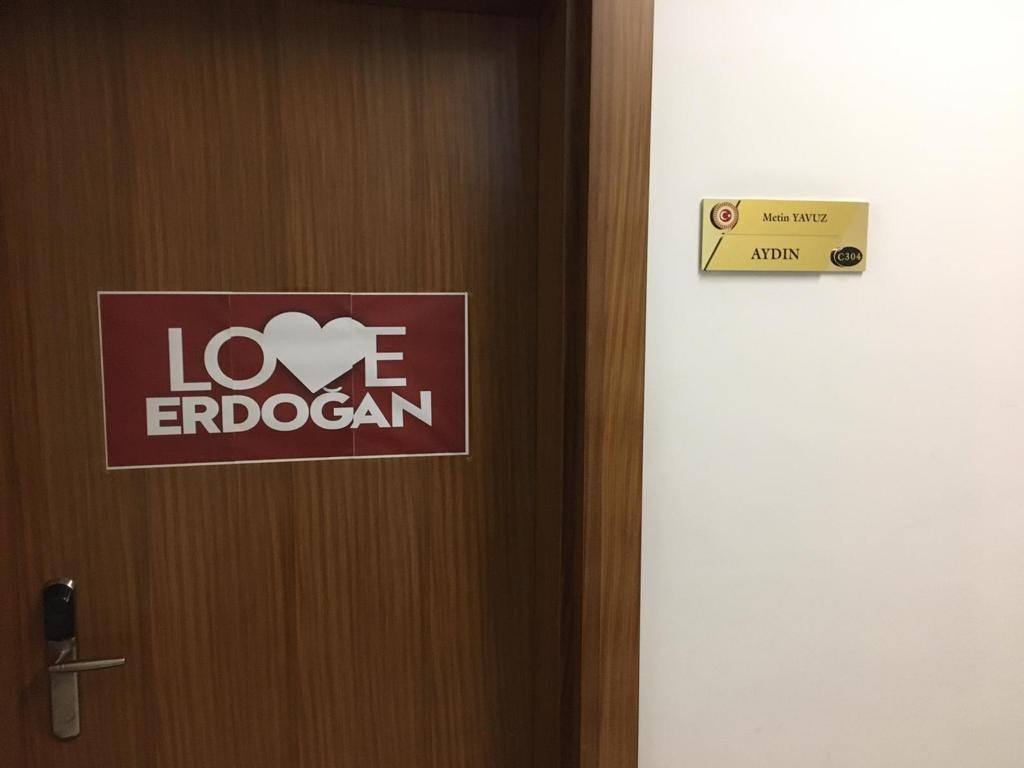 LOVE
ERDOĞAN
Metin YAVUZ
AYDIN
C304